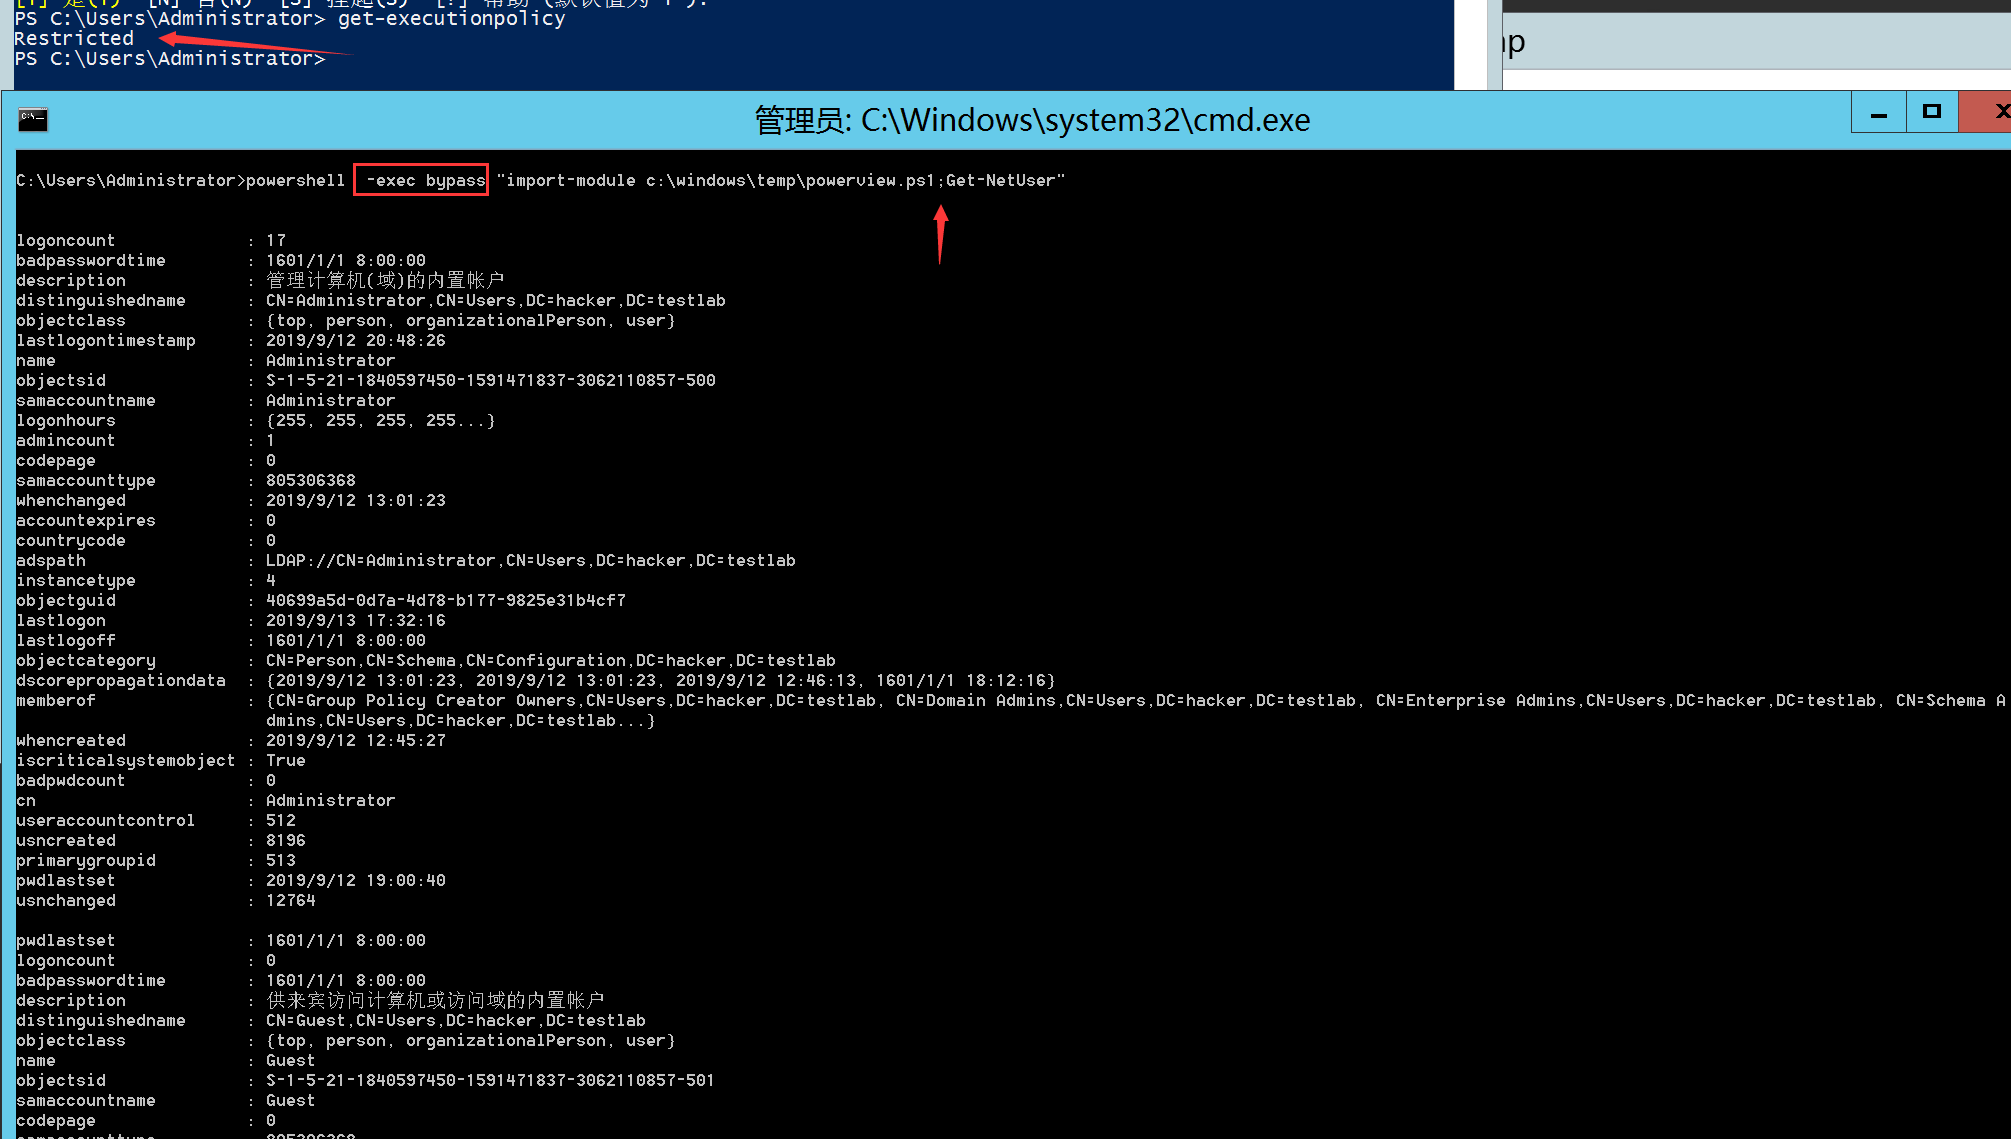 [Y] 是(Y)  [N] 否(N)  [S] 挂起(S)  [?] 帮助 (默认值为"Y"):
PS C:\Users\Administrator> get-executionpolicy
Restricted
PS C:\Users\Administrator>
管理员: C:\Windows\system32\cmd.exe
C:\Users\Administrator>powershell  -exec bypass "import-module c:\windows\temp\powerview.ps1;Get-NetUser"
logoncount             : 17
badpasswordtime        : 1601/1/1 8:00:00
description            : 管理计算机(域)的内置帐户
distinguishedname      : CN=Administrator,CN=Users,DC=hacker,DC=testlab
objectclass            : {top, person, organizationalPerson, user}
lastlogontimestamp     : 2019/9/12 20:48:26
name                   : Administrator
objectsid              : S-1-5-21-1840597450-1591471837-3062110857-500
samaccountname         : Administrator
logonhours             : {255, 255, 255, 255...}
admincount             : 1
codepage               : 0
samaccounttype         : 805306368
whenchanged            : 2019/9/12 13:01:23
accountexpires         : 0
countrycode            : 0
adspath                : LDAP://CN=Administrator,CN=Users,DC=hacker,DC=testlab
instancetype           : 4
objectguid             : 40699a5d-0d7a-4d78-b177-9825e31b4cf7
lastlogon              : 2019/9/13 17:32:16
lastlogoff             : 1601/1/1 8:00:00
objectcategory         : CN=Person,CN=Schema,CN=Configuration,DC=hacker,DC=testlab
dscorepropagationdata  : {2019/9/12 13:01:23, 2019/9/12 13:01:23, 2019/9/12 12:46:13, 1601/1/1 18:12:16}
memberof               : {CN=Group Policy Creator Owners,CN=Users,DC=hacker,DC=testlab, CN=Domain Admins,CN=Users,DC=hacker,DC=testlab, CN=Enterprise Admins,CN=Users,DC=hacker,DC=testlab, CN=Schema A
dmins,CN=Users,DC=hacker,DC=testlab...}
whencreated            : 2019/9/12 12:45:27
iscriticalsystemobject : True
badpwdcount            : 0
cn                     : Administrator
useraccountcontrol     : 512
usncreated             : 8196
primarygroupid         : 513
pwdlastset             : 2019/9/12 19:00:40
usnchanged             : 12764
pwdlastset             : 1601/1/1 8:00:00
logoncount             : 0
badpasswordtime        : 1601/1/1 8:00:00
description            : 供来宾访问计算机或访问域的内置帐户
distinguishedname      : CN=Guest,CN=Users,DC=hacker,DC=testlab
objectclass            : {top, person, organizationalPerson, user}
name                   : Guest
objectsid              : S-1-5-21-1840597450-1591471837-3062110857-501
samaccountname         : Guest
codepage               : 0
samaccounttype         : 805306368